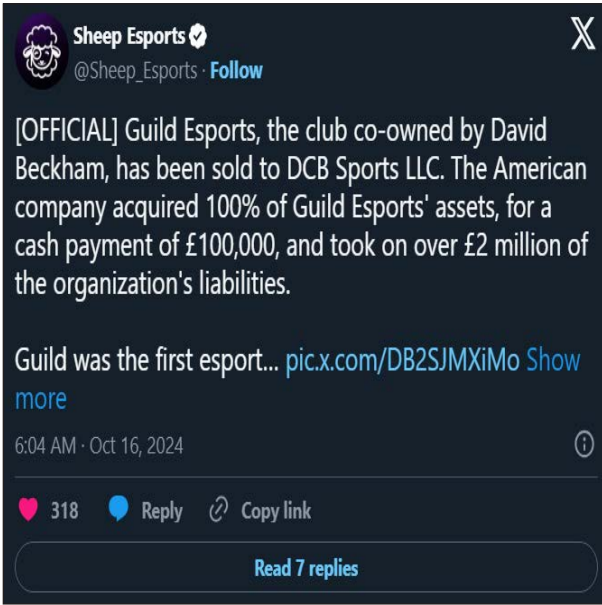 Sheep Esports
@Sheep_Esports · Follow
[OFFICIAL] Guild Esports, the club co-owned by David
Beckham, has been sold to DCB Sports LLC. The American
company acquired 100% of Guild Esports' assets, for a
cash payment of £100,000, and took on over £2 million of
the organization's liabilities.
Guild was the first esport... pic.x.com/DB2SJMXiMo Show
more
6:04 AM · Oct 16, 2024
318 Reply Copy link
Read 7 replies